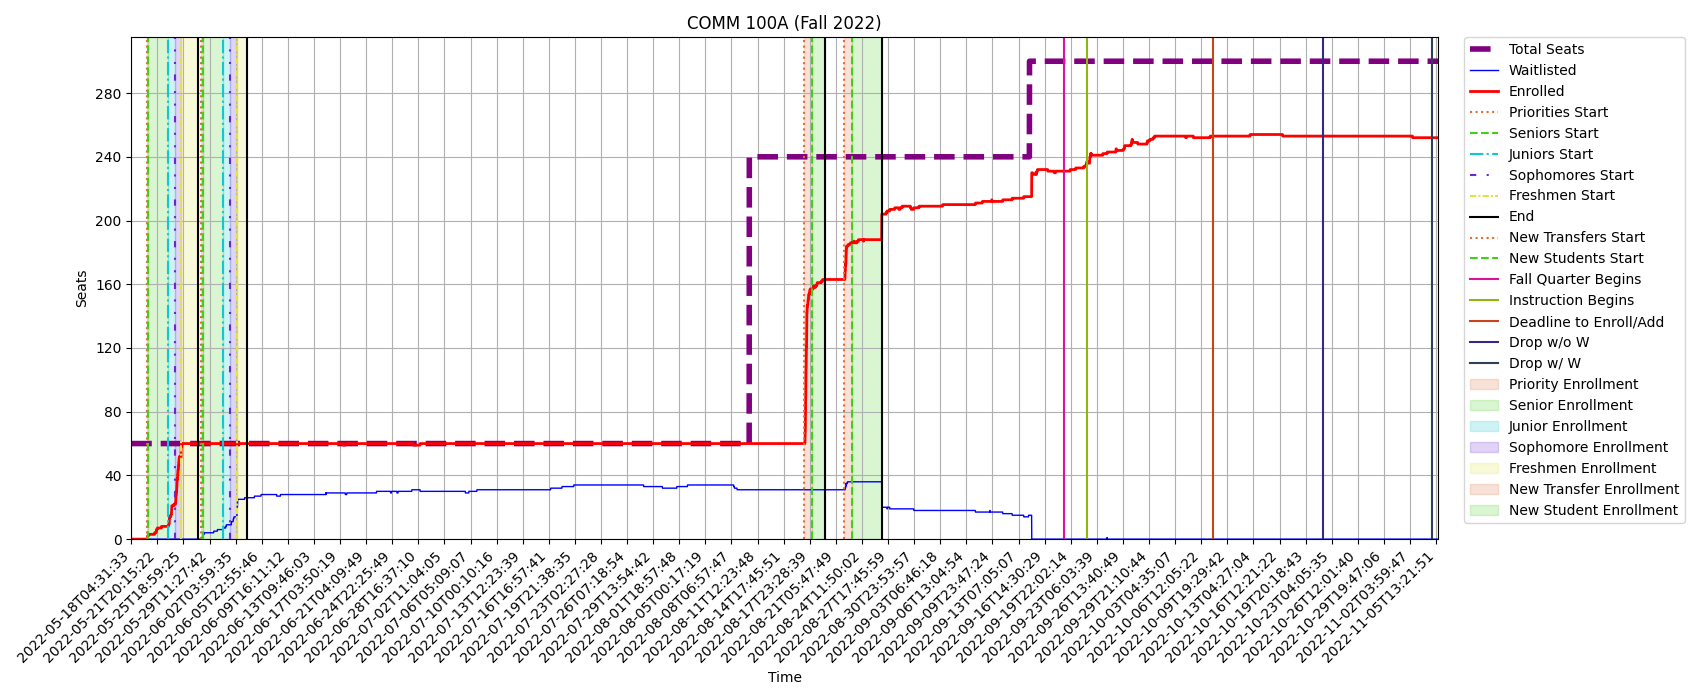 COMM 100A (Fall 2022)
Seats
280
240
200
160
120
80
40
0
2022-05-18T04:31:33
2022-05-21T20:15:22
2022-05-25T18:59:25
2022-05-29T11:27:42
2022-06-02T03:59:35
2022-06-05T22:55:46
2022-06-09T16:11:12
2022-06-13T09:46:03
2022-06-17T03:50:19
2022-06-21T04:09:49
2022-06-24T22:25:49
2022-06-28T16:37:10
2022-07-02T11:04:05
2022-07-06T05:09:07
2022-07-10T00:10:16
2022-07-13T12:23:39
2022-07-16T16:57:41
2022-07-19T21:38:35
2022-07-23T02:27:28
2022-07-26T07:18:54
2022-07-29T13:54:42
2022-08-01T18:57:48
2022-08-05T00:17:19
2022-08-08T06:57:47
2022-08-11T12:23:48
2022-08-14T17:45:51
2022-08-17T23:28:39
2022-08-21T05:47:49
2022-08-24T11:50:02
2022-08-27T17:45:59
2022-08-30T23:53:57
2022-09-03T06:46:18
2022-09-06T13:04:54
2022-09-09T23:47:24
2022-09-13T07:05:07
2022-09-16T14:30:29
2022-09-19T22:02:14
2022-09-23T06:03:39
2022-09-26T13:40:49
2022-09-29T21:10:44
2022-10-03T04:35:07
2022-10-06T12:05:22
2022-10-09T19:29:42
2022-10-13T04:27:04
2022-10-16T12:21:22
2022-10-19T20:18:43
2022-10-23T04:05:35
2022-10-26T12:01:40
2022-10-29T19:47:06
2022-11-02T03:59:47
2022-11-05T13:21:51
Time
Total Seats
Waitlisted
Enrolled
Priorities Start
Seniors Start
Juniors Start
Sophomores Start
Freshmen Start
End
New Transfers Start
New Students Start
Fall Quarter Begins
Instruction Begins
Deadline to Enroll/Add
Drop w/o W
Drop w/ W
Priority Enrollment
Senior Enrollment
Junior Enrollment
Sophomore Enrollment
Freshmen Enrollment
New Transfer Enrollment
New Student Enrollment